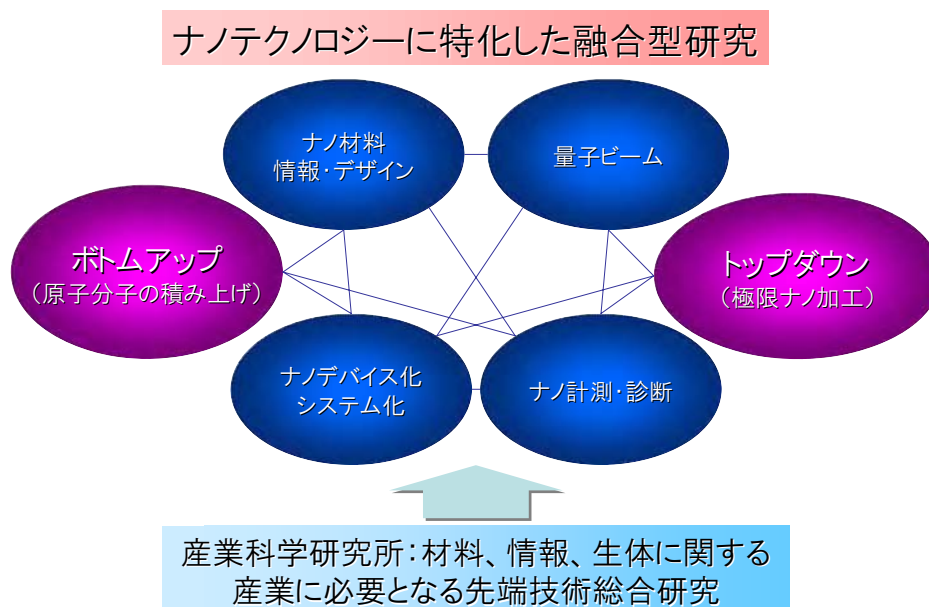 ナノテクノロジーに特化した融合型研究
ナノ材料
情報・デザイン
量子ビーム
ボトムアップ
（原子分子の積み上げ）
トップダウン
（極限ナノ加工）
ナノデバイス化
システム化
ナノ計測・診断
産業科学研究所：材料、情報、生体に関する
産業に必要となる先端技術総合研究